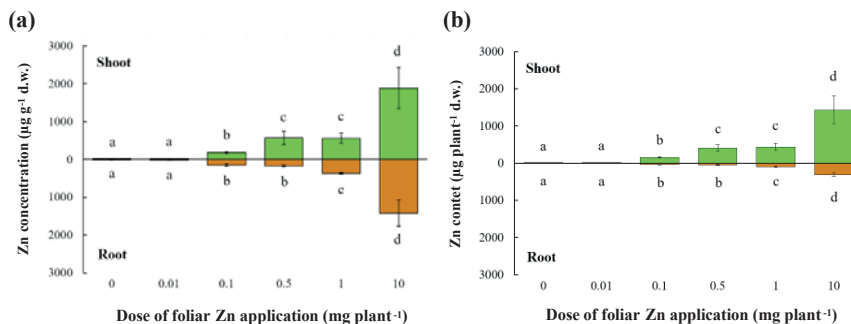 (a)
Zn concentration (µg g⁻¹ d.w.)
3000
2000
1000
0
1000
2000
3000
Shoot
a a b c c d
a a b b c d
Root
0 0.01 0.1 0.5 1 10
Dose of foliar Zn application (mg plant⁻¹)
(b)
Zn contet (µg plant⁻¹ d.w.)
3000
2000
1000
0
1000
2000
3000
Shoot
a a b c c d
a a b b c d
Root
0 0.01 0.1 0.5 1 10
Dose of foliar Zn application (mg plant⁻¹)